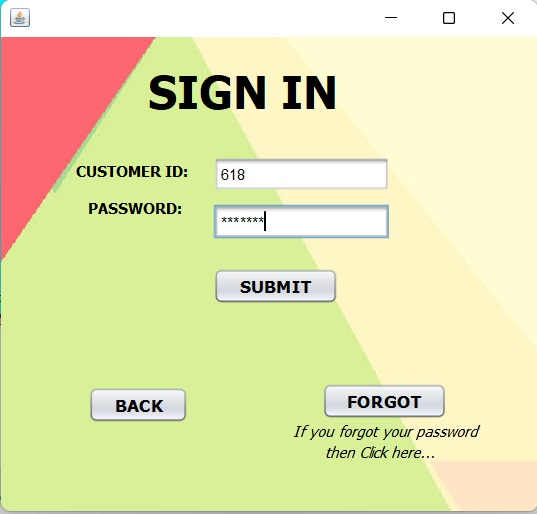 SIGN IN
CUSTOMER ID: 618
PASSWORD: *******
SUBMIT
BACK
FORGOT
If you forgot your password
then Click here...